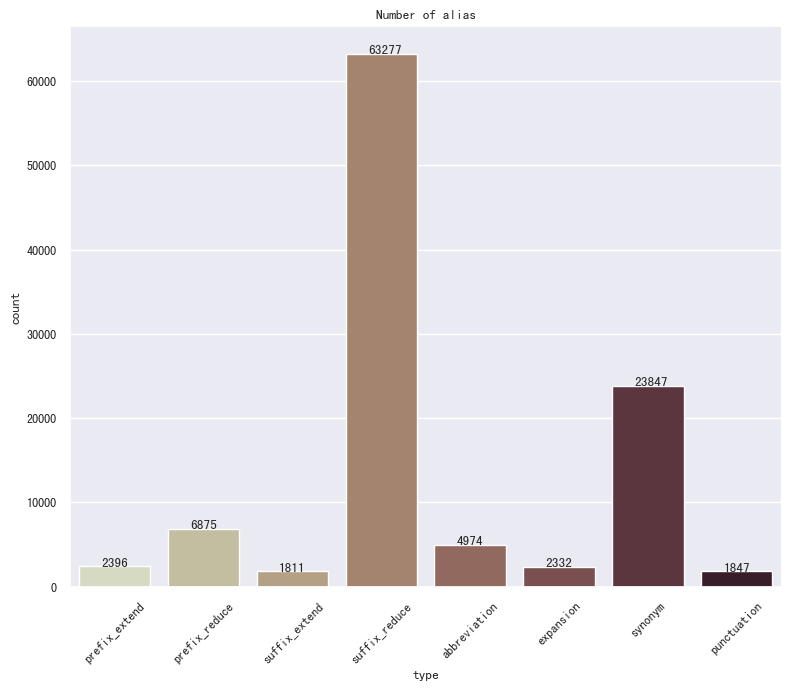 Number of alias
63277
60000
50000
40000
30000
23847
20000
10000
6875
4974
2396
2332
1811
1847
0
count
prefix_extend
prefix_reduce
suffix_extend
suffix_reduce
abbreviation
expansion
synonym
punctuation
type